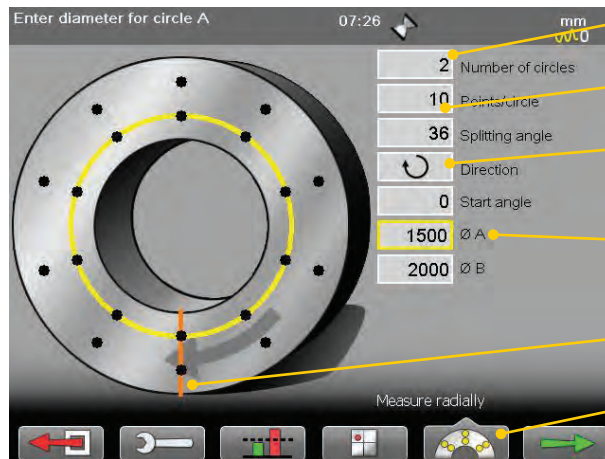 Enter diameter for circle A
07:26
mm
0
2 Number of circles
10 Points/circle
36 Splitting angle
Direction
0 Start angle
1500 Ø A
2000 Ø B
Measure radially